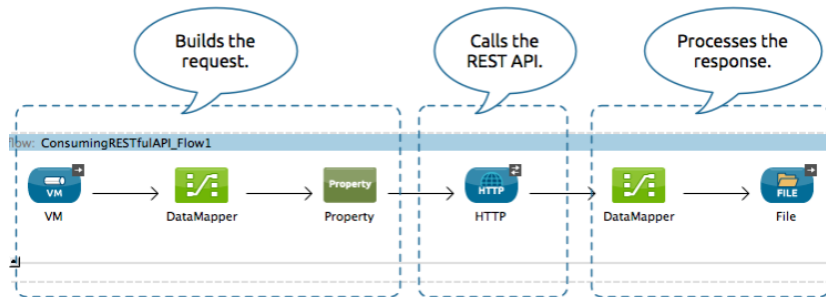 Builds the
request.
Calls the
REST API.
Processes the
response.
flow: ConsumingRESTfulAPI_Flow1
VM
Property
HTTP
FILE
VM
DataMapper
Property
HTTP
DataMapper
File